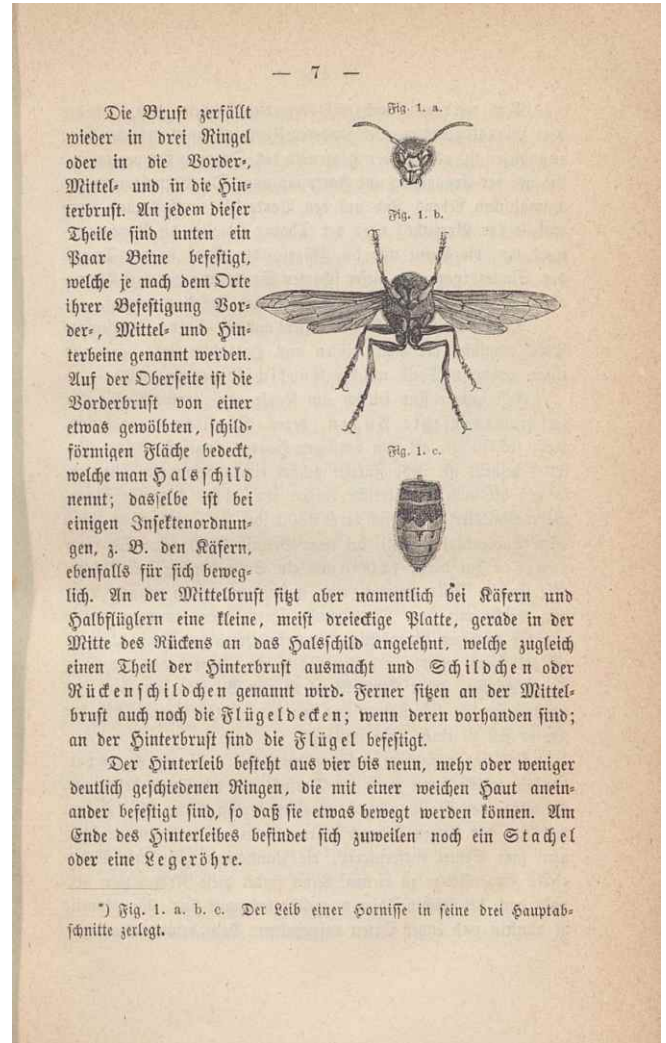 — 7 —
Die Brust zerfällt
wieder in drei Ringel
oder in die Vorder-,
Mittel- und in die Hin-
terbrust. An jedem dieser
Theile sind unten ein
Paar Beine befestigt,
welche je nach dem Orte
ihrer Befestigung Vor-
der-, Mittel- und Hin-
terbeine genannt werden.
Auf der Oberseite ist die
Vorderbrust von einer
etwas gewölbten, schild-
förmigen Fläche bedeckt,
welche man Halsschild
nennt; dasselbe ist bei
einigen Insektenordnun-
gen, z. B. den Käfern,
ebenfalls für sich beweg-
Fig. 1. a.
Fig. 1. b.
Fig. 1. c.
lich. An der Mittelbrust sitzt aber namentlich bei Käfern und
Halbflüglern eine kleine, meist dreieckige Platte, gerade in der
Mitte des Rückens an das Halsschild angelehnt, welche zugleich
einen Theil der Hinterbrust ausmacht und Schildchen oder
Rückenschildchen genannt wird. Ferner sitzen an der Mittel-
brust auch noch die Flügeldecken; wenn deren vorhanden sind;
an der Hinterbrust sind die Flügel befestigt.
Der Hinterleib besteht aus vier bis neun, mehr oder weniger
deutlich geschiedenen Ringen, die mit einer weichen Haut anein-
ander befestigt sind, so daß sie etwas bewegt werden können. Am
Ende des Hinterleibes befindet sich zuweilen noch ein Stachel
oder eine Legeröhre.
*) Fig. 1. a. b. c. Der Leib einer Hornisse in seine drei Hauptab-
schnitte zerlegt.